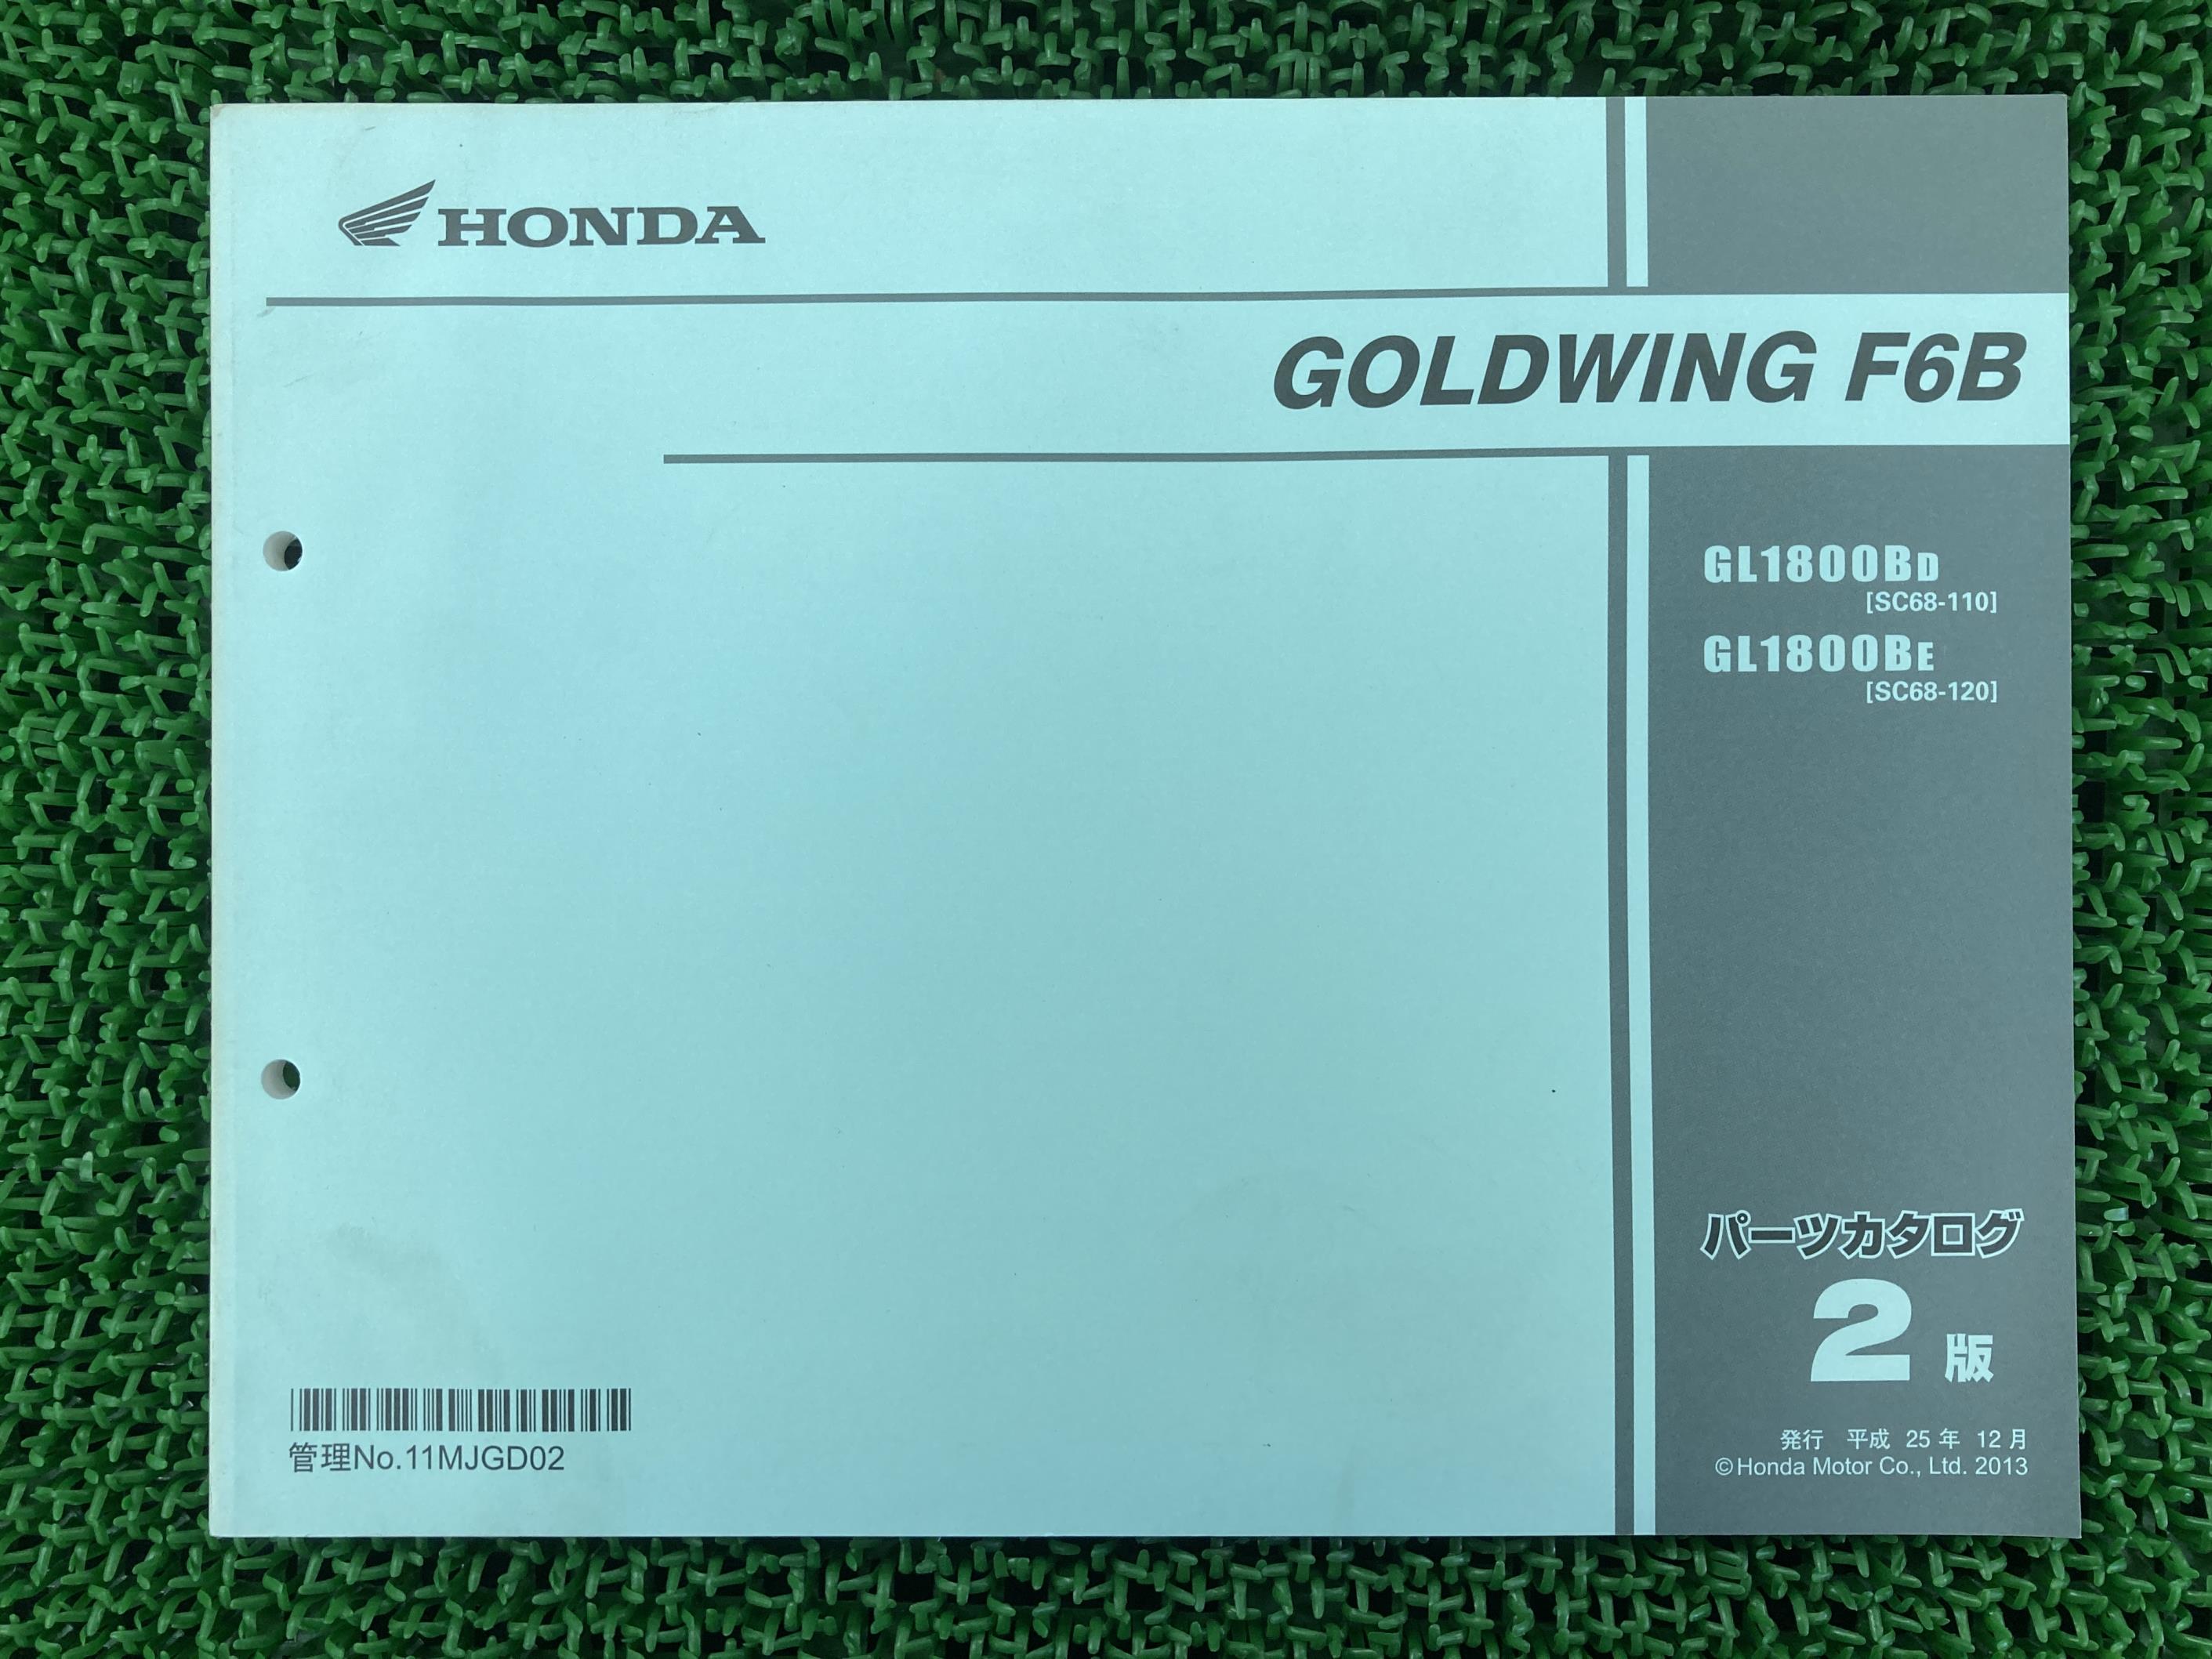 HONDA
GOLDWING F6B
GL1800BD
[SC68-110]
GL1800BE
[SC68-120]
パーツカタログ
2 版
発行 平成 25 年 12 月
©Honda Motor Co., Ltd. 2013
管理No.11MJGD02